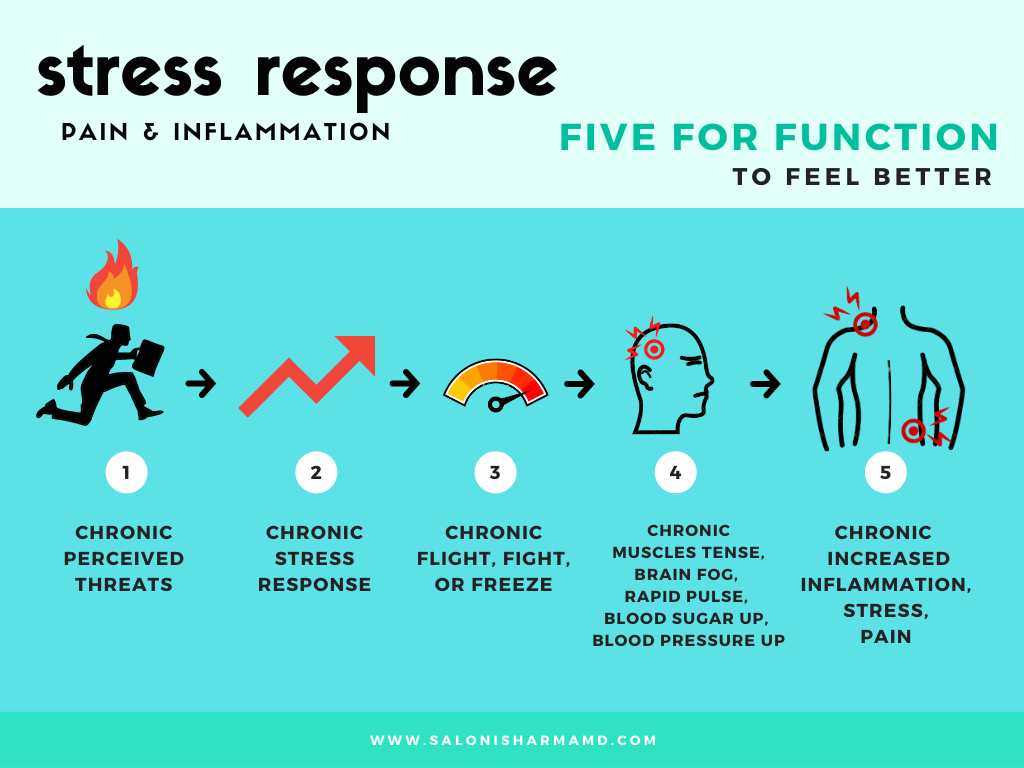 stress response
PAIN & INFLAMMATION
FIVE FOR FUNCTION
TO FEEL BETTER
1
CHRONIC
PERCEIVED
THREATS
2
CHRONIC
STRESS
RESPONSE
3
CHRONIC
FLIGHT, FIGHT,
OR FREEZE
4
CHRONIC
MUSCLES TENSE,
BRAIN FOG,
RAPID PULSE,
BLOOD SUGAR UP,
BLOOD PRESSURE UP
5
CHRONIC
INCREASED
INFLAMMATION,
STRESS,
PAIN
WWW.SALONISHARMAMD.COM